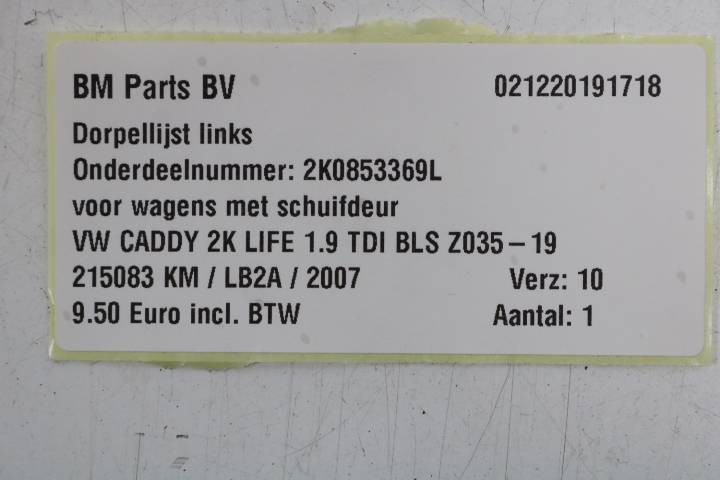 BM Parts BV 021220191718
Dorpellijst links
Onderdeelnummer: 2K0853369L
voor wagens met schuifdeur
VW CADDY 2K LIFE 1.9 TDI BLS Z035 – 19
215083 KM / LB2A / 2007 Verz: 10
9.50 Euro incl. BTW Aantal: 1